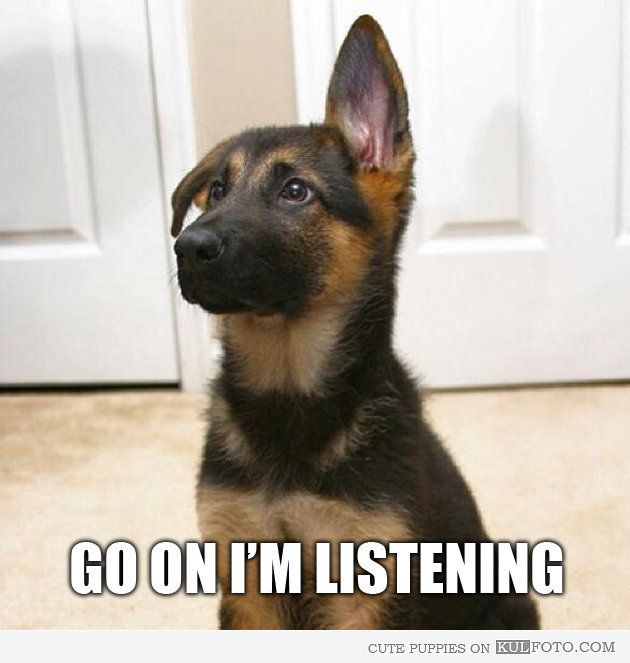 GO ON I'M LISTENING
CUTE PUPPIES ON KULFOTO.COM